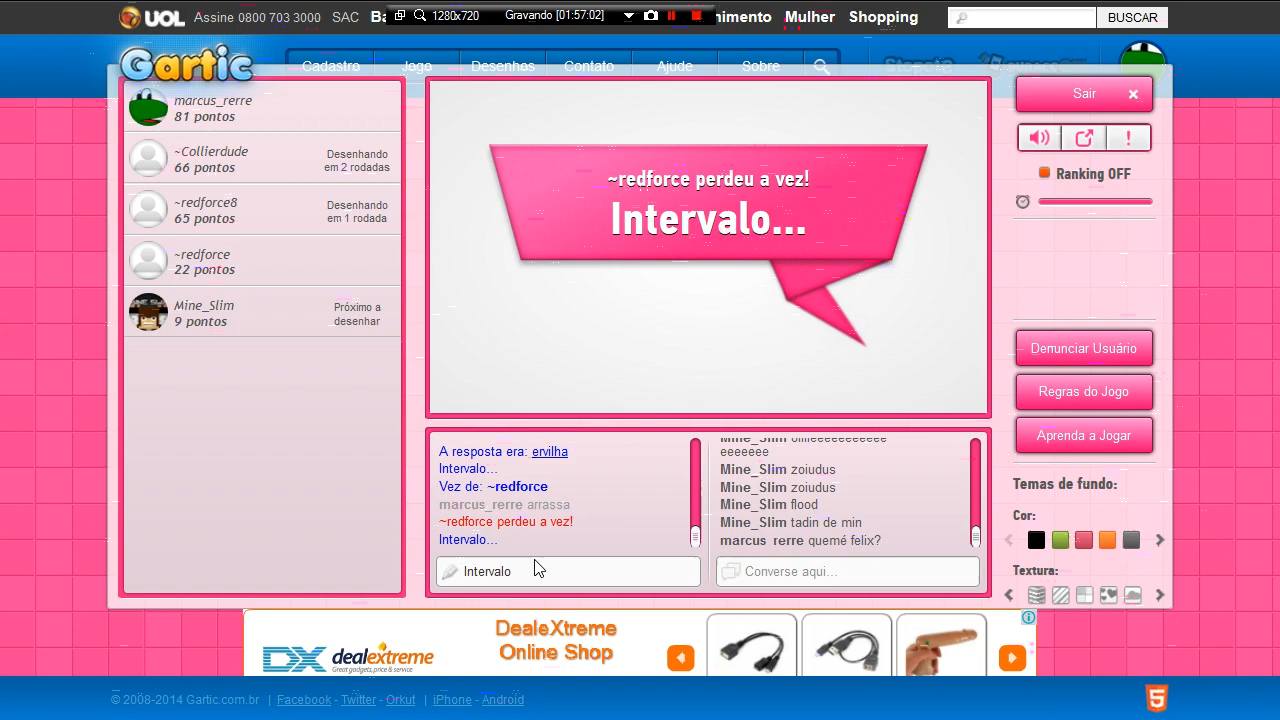 UOL Assine 0800 703 3000 SAC Ba 1280x720 Gravando [01:57:02] himento Mulher Shopping BUSCAR
Gartic Cadastro Jogo Desenhos Contato Ajude Sobre Stopots
marcus_rerre
81 pontos
~Collierdude
66 pontos
Desenhando
em 2 rodadas
~redforce8
65 pontos
Desenhando
em 1 rodada
~redforce
22 pontos
Mine_Slim
9 pontos
Próximo a
desenhar
~redforce perdeu a vez!
Intervalo...
Sair
Ranking OFF
Denunciar Usuário
Regras do Jogo
Aprenda a Jogar
Temas de fundo:
Cor:
Textura:
A resposta era: ervilha
Intervalo...
Vez de: ~redforce
marcus_rerre arrassa
~redforce perdeu a vez!
Intervalo...
Intervalo
eeeeeee
Mine_Slim zoiudus
Mine_Slim zoiudus
Mine_Slim flood
Mine_Slim tadin de min
marcus_rerre quemé felix?
Converse aqui...
DX dealextreme
Great gadgets, price & service
DealeXtreme
Online Shop
© 2008-2014 Gartic.com.br | Facebook - Twitter - Orkut | iPhone - Android
5